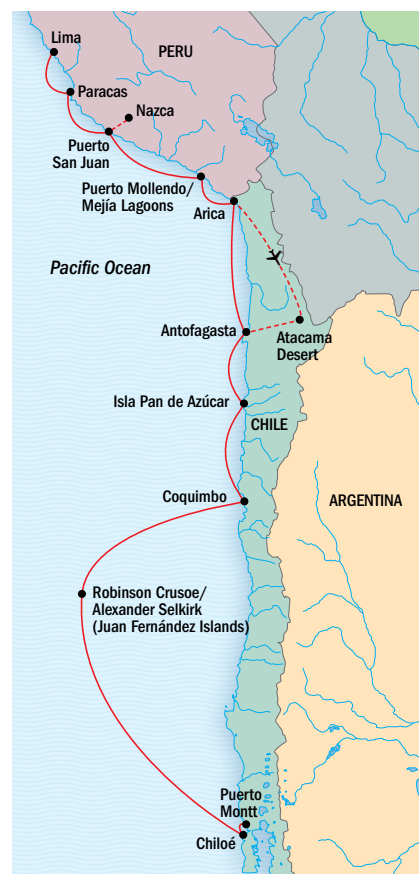 Lima
PERU
Paracas
Nazca
Puerto
San Juan
Puerto Mollendo/
Mejía Lagoons
Arica
Pacific Ocean
Antofagasta
Atacama
Desert
Isla Pan de Azúcar
CHILE
Coquimbo
ARGENTINA
Robinson Crusoe/
Alexander Selkirk
(Juan Fernández Islands)
Puerto
Montt
Chiloé